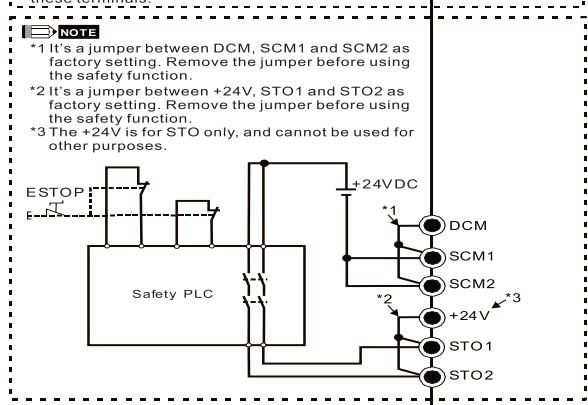 these terminals.
NOTE
*1 It's a jumper between DCM, SCM1 and SCM2 as
factory setting. Remove the jumper before using
the safety function.
*2 It's a jumper between +24V, STO1 and STO2 as
factory setting. Remove the jumper before using
the safety function.
*3 The +24V is for STO only, and cannot be used for
other purposes.
ESTOP
+24VDC
*1
DCM
SCM1
Safety PLC
SCM2
*2
+24V
*3
STO1
STO2